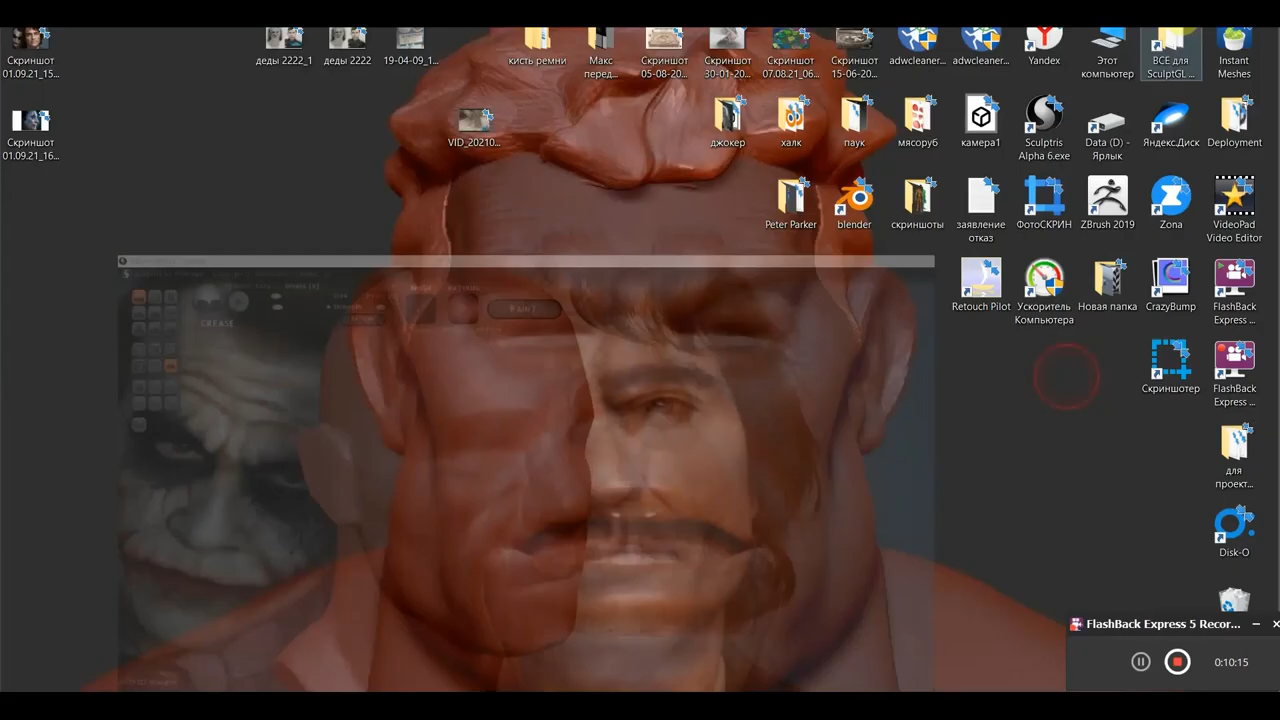 Скриншот
01.09.21_15...
деды 2222_1
деды 2222
19-04-09_1...
кисть ремни
Макс
перед...
Скриншот
05-08-20...
Скриншот
30-01-20...
Скриншот
07.08.21_06...
Скриншот
15-06-20...
adwcleaner...
adwcleaner...
Yandex
Этот
компьютер
ВСЕ для
SculptGL ...
Instant
Meshes
Скриншот
01.09.21_16...
VID_20210...
джокер
халк
паук
мясоруб
камера1
Sculptris
Alpha 6.exe
Data (D) -
Ярлык
Яндекс.Диск
Deployment
Peter Parker
blender
скриншоты
заявление
отказ
ФотоСКРИН
ZBrush 2019
Zona
VideoPad
Video Editor
Retouch Pilot
Ускоритель
Компьютера
Новая папка
CrazyBump
FlashBack
Express ...
Скриншотер
FlashBack
Express ...
для
проект...
Disk-O
CREASE
PAINT
FlashBack Express 5 Recor...
0:10:15